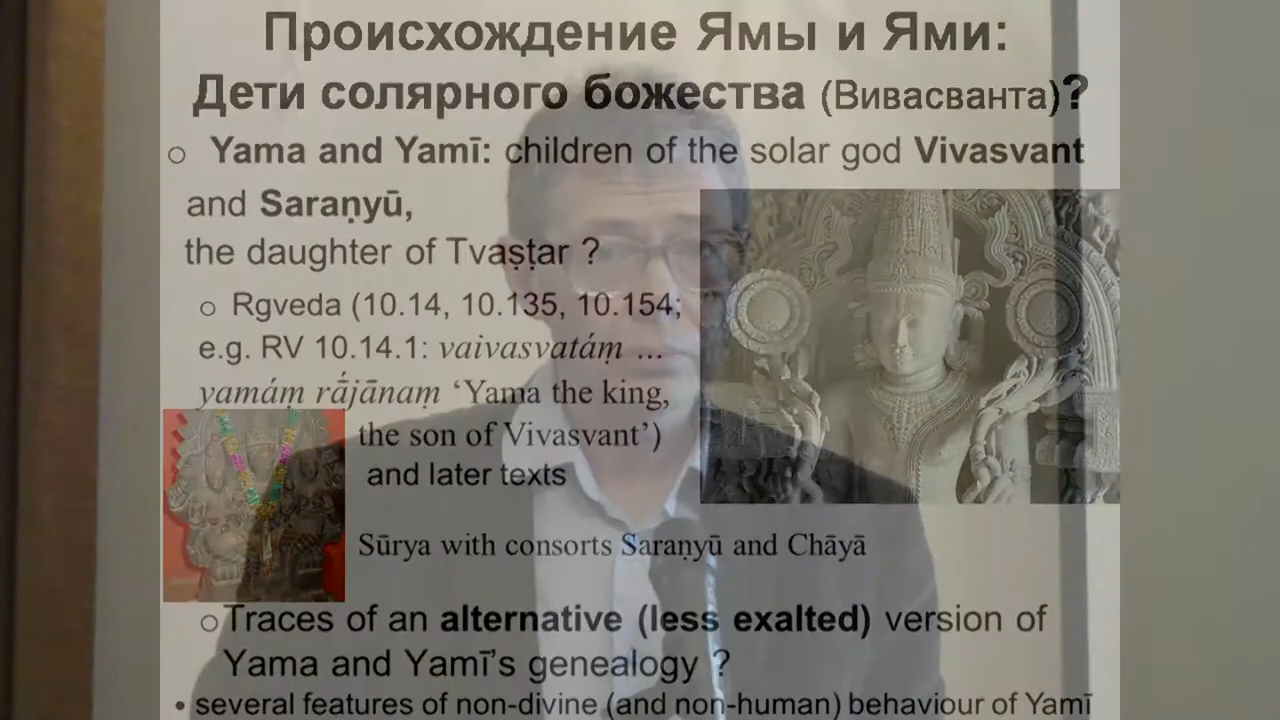 Происхождение Ямы и Ями:
Дети солярного божества (Вивасванта)?
○ Yama and Yamī: children of the solar god Vivasvant
and Saraṇyū,
the daughter of Tvaṣṭar ?
○ Rgveda (10.14, 10.135, 10.154;
e.g. RV 10.14.1: vaivasvatáṃ ...
yamáṃ rā́jānaṃ ‘Yama the king,
the son of Vivasvant’)
and later texts
Sūrya with consorts Saraṇyū and Chāyā
○ Traces of an alternative (less exalted) version of
Yama and Yamī’s genealogy ?
• several features of non-divine (and non-human) behaviour of Yamī